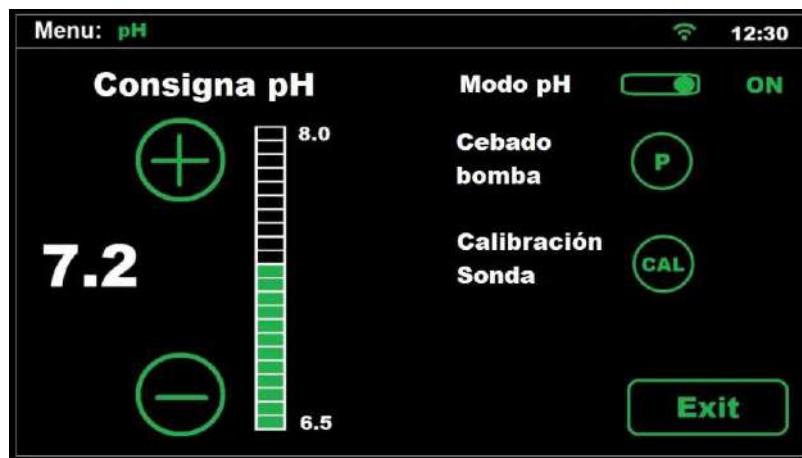 Menu: pH
12:30
Consigna pH
Modo pH
ON
8.0
Cebado
bomba
P
7.2
Calibración
Sonda
CAL
6.5
Exit